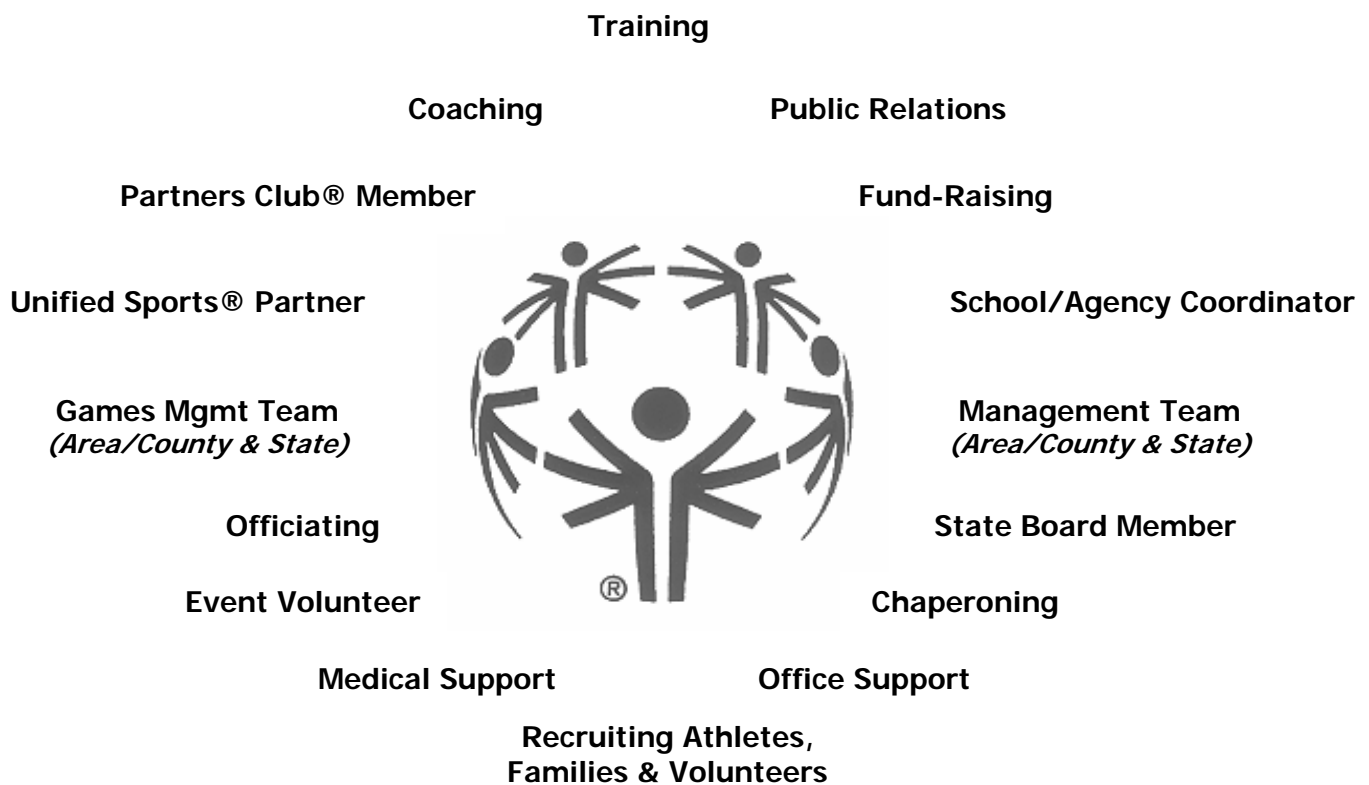 Training
Coaching
Public Relations
Partners Club® Member
Fund-Raising
Unified Sports® Partner
School/Agency Coordinator
Games Mgmt Team
(Area/County & State)
Management Team
(Area/County & State)
Officiating
State Board Member
®
Event Volunteer
Chaperoning
Medical Support
Office Support
Recruiting Athletes,
Families & Volunteers